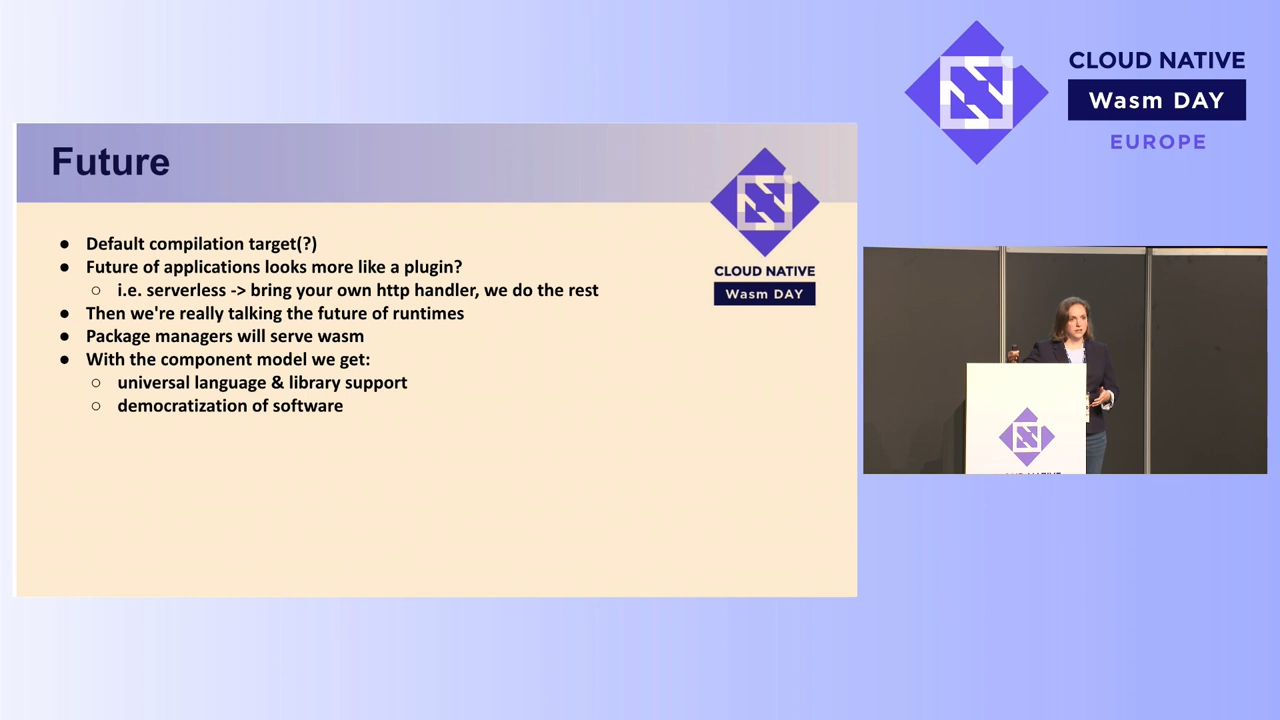 CLOUD NATIVE
Wasm DAY
EUROPE
Future
● Default compilation target(?)
● Future of applications looks more like a plugin?
○ i.e. serverless -> bring your own http handler, we do the rest
● Then we're really talking the future of runtimes
● Package managers will serve wasm
● With the component model we get:
○ universal language & library support
○ democratization of software
CLOUD NATIVE
Wasm DAY